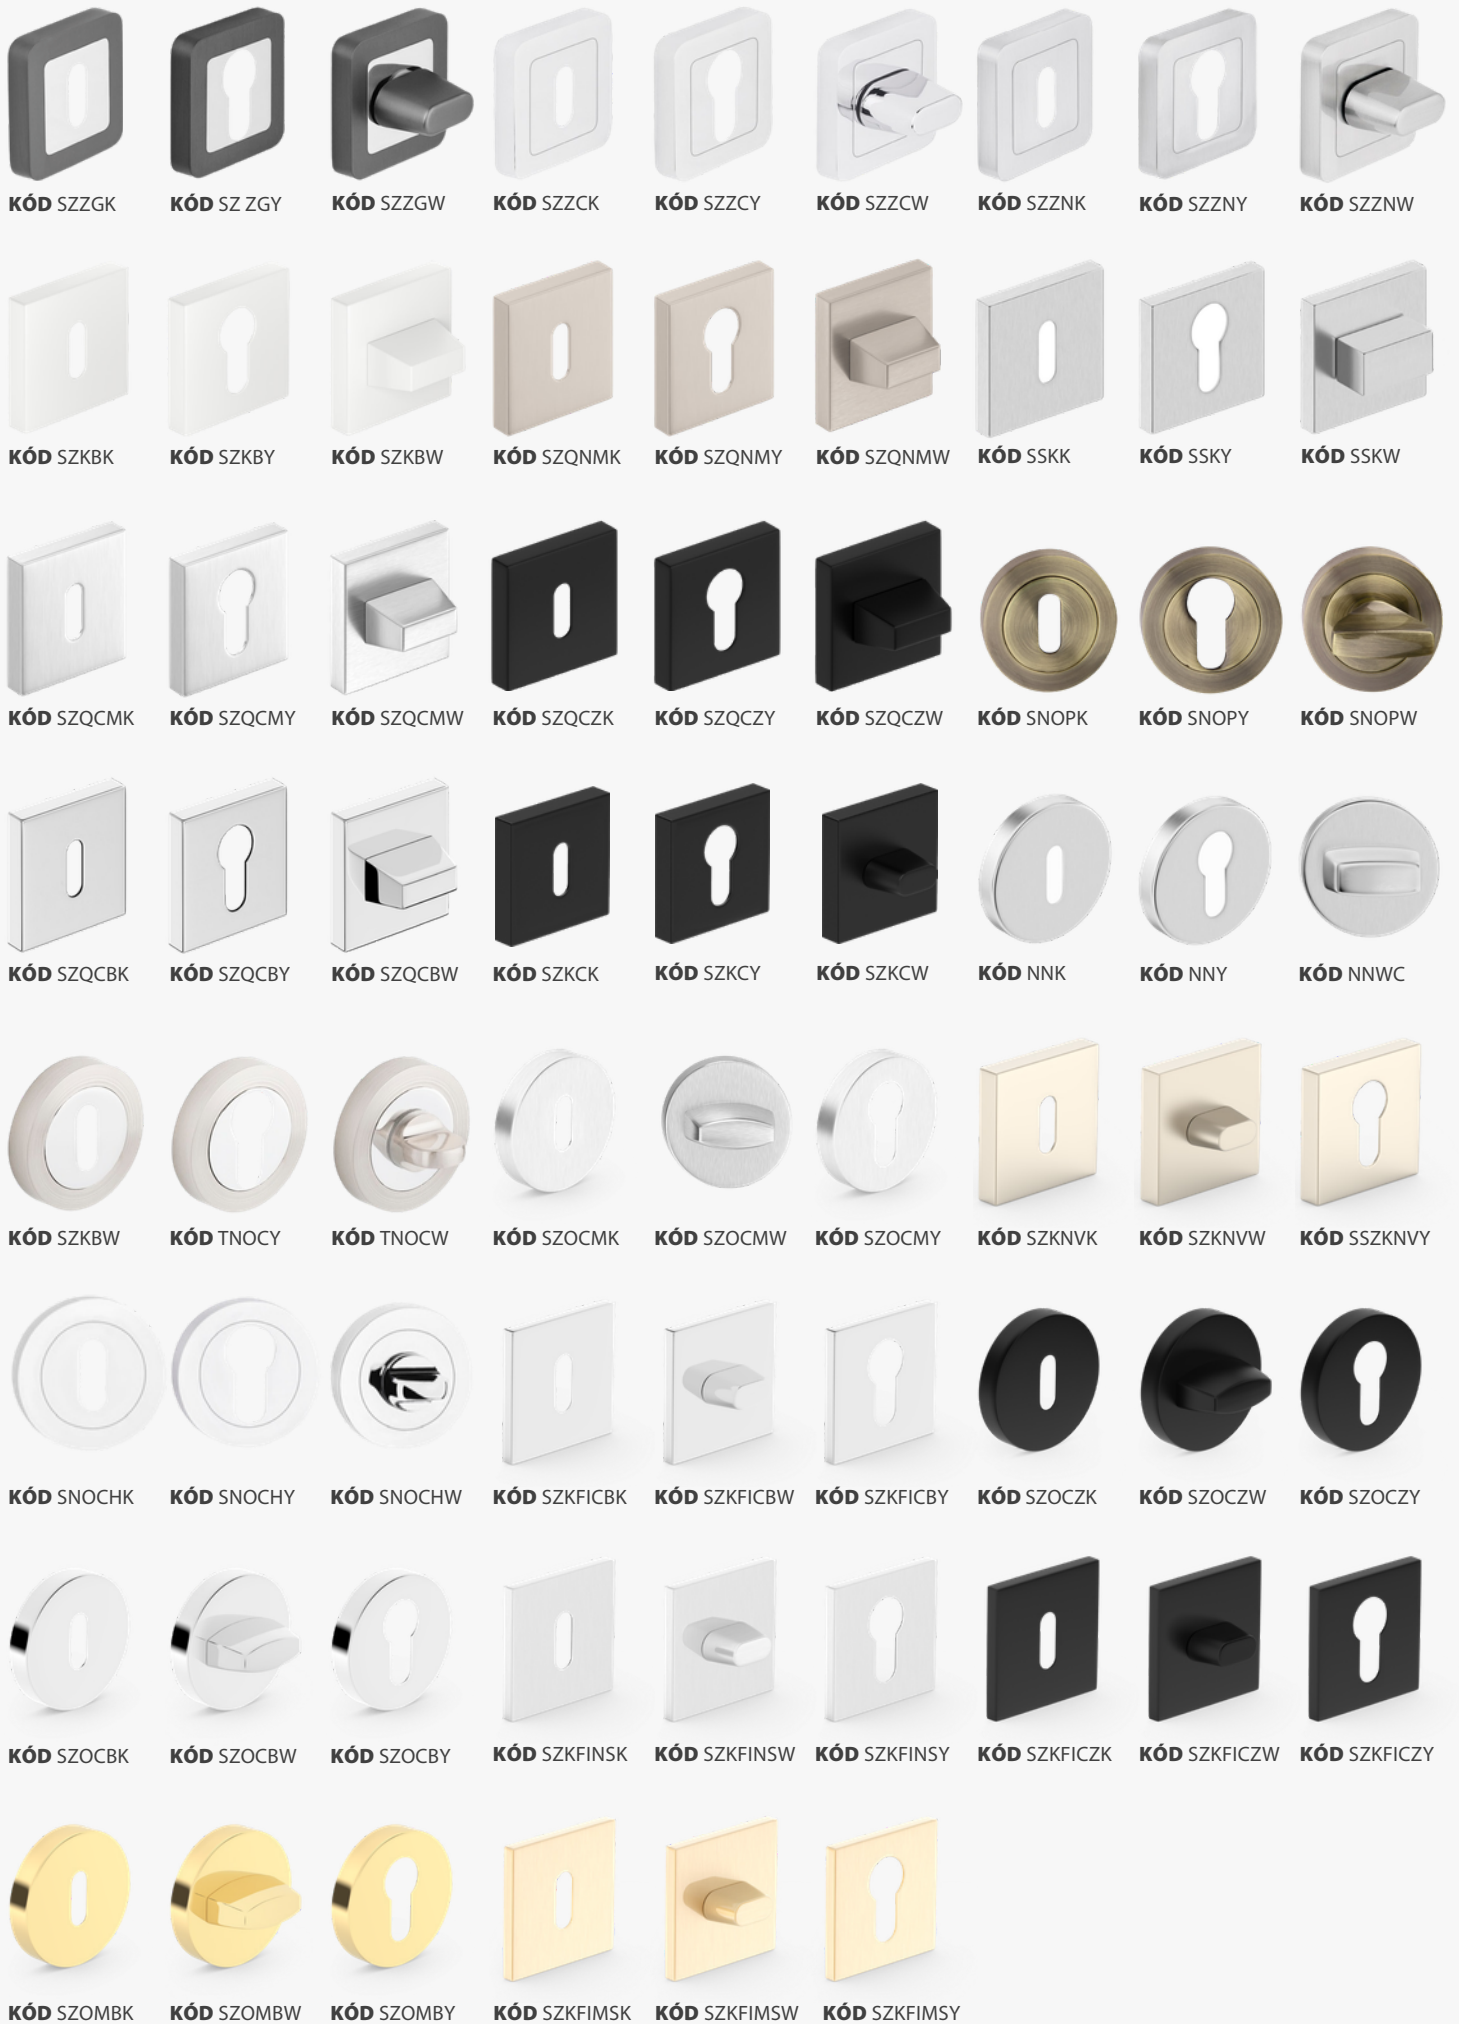 KÓD SZZGK KÓD SZ ZGY KÓD SZZGW KÓD SZZCK KÓD SZZCY KÓD SZZCW KÓD SZZNK KÓD SZZNY KÓD SZZNW
KÓD SZKBK KÓD SZKBY KÓD SZKBW KÓD SZQNMK KÓD SZQNMY KÓD SZQNMW KÓD SSKK KÓD SSKY KÓD SSKW
KÓD SZQCMK KÓD SZQCMY KÓD SZQCMW KÓD SZQCZK KÓD SZQCZY KÓD SZQCZW KÓD SNOPK KÓD SNOPY KÓD SNOPW
KÓD SZQCBK KÓD SZQCBY KÓD SZQCBW KÓD SZKCK KÓD SZKCY KÓD SZKCW KÓD NNK KÓD NNY KÓD NNWC
KÓD SZKBW KÓD TNOCY KÓD TNOCW KÓD SZOCMK KÓD SZOCMW KÓD SZOCMY KÓD SZKNVK KÓD SZKNVW KÓD SSZKNVY
KÓD SNOCHK KÓD SNOCHY KÓD SNOCHW KÓD SZKFICBK KÓD SZKFICBW KÓD SZKFICBY KÓD SZOCZK KÓD SZOCZW KÓD SZOCZY
KÓD SZOCBK KÓD SZOCBW KÓD SZOCBY KÓD SZKFINSK KÓD SZKFINSW KÓD SZKFINSY KÓD SZKFICZK KÓD SZKFICZW KÓD SZKFICZY
KÓD SZOMBK KÓD SZOMBW KÓD SZOMBY KÓD SZKFIMSK KÓD SZKFIMSW KÓD SZKFIMSY